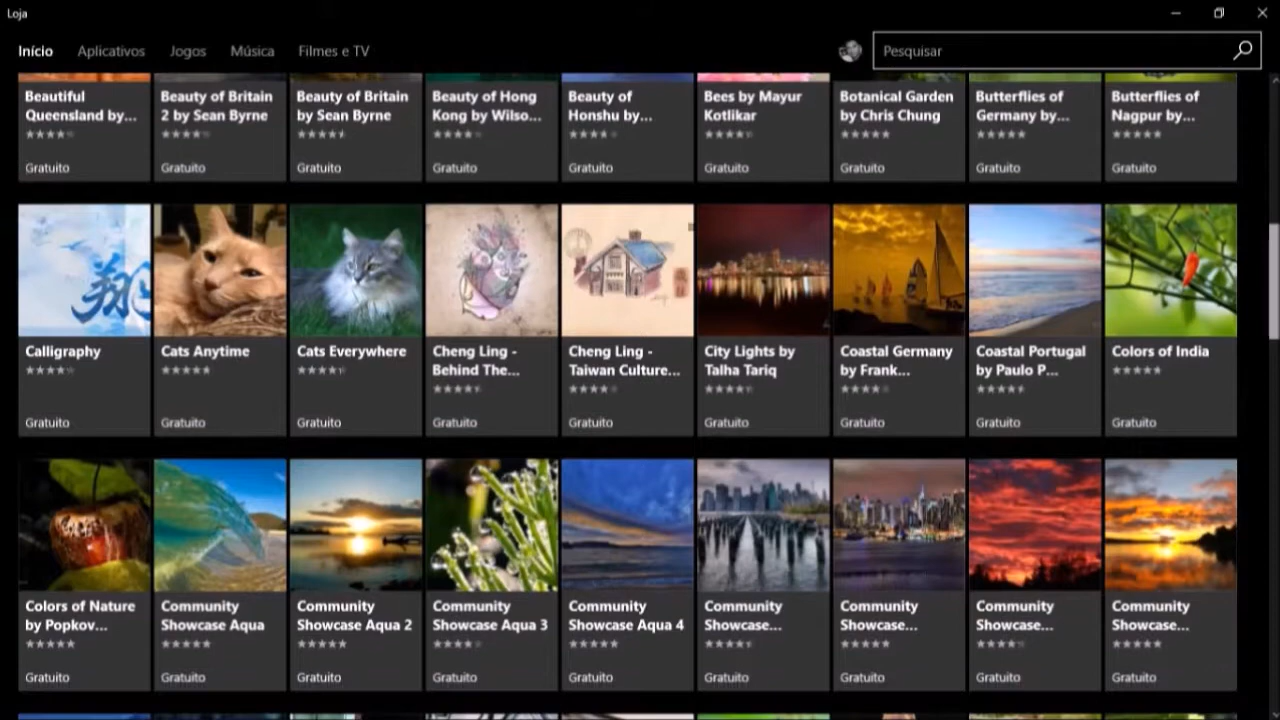 Loja
Início Aplicativos Jogos Música Filmes e TV Pesquisar
Beautiful Queensland by...
Gratuito
Beauty of Britain 2 by Sean Byrne
Gratuito
Beauty of Britain by Sean Byrne
Gratuito
Beauty of Hong Kong by Wilso...
Gratuito
Beauty of Honshu by...
Gratuito
Bees by Mayur Kotlikar
Gratuito
Botanical Garden by Chris Chung
Gratuito
Butterflies of Germany by...
Gratuito
Butterflies of Nagpur by...
Gratuito
翔
Calligraphy
Gratuito
Cats Anytime
Gratuito
Cats Everywhere
Gratuito
Cheng Ling - Behind The...
Gratuito
Cheng Ling - Taiwan Culture...
Gratuito
City Lights by Talha Tariq
Gratuito
Coastal Germany by Frank...
Gratuito
Coastal Portugal by Paulo P...
Gratuito
Colors of India
Gratuito
Colors of Nature by Popkov...
Gratuito
Community Showcase Aqua
Gratuito
Community Showcase Aqua 2
Gratuito
Community Showcase Aqua 3
Gratuito
Community Showcase Aqua 4
Gratuito
Community Showcase...
Gratuito
Community Showcase...
Gratuito
Community Showcase...
Gratuito
Community Showcase...
Gratuito